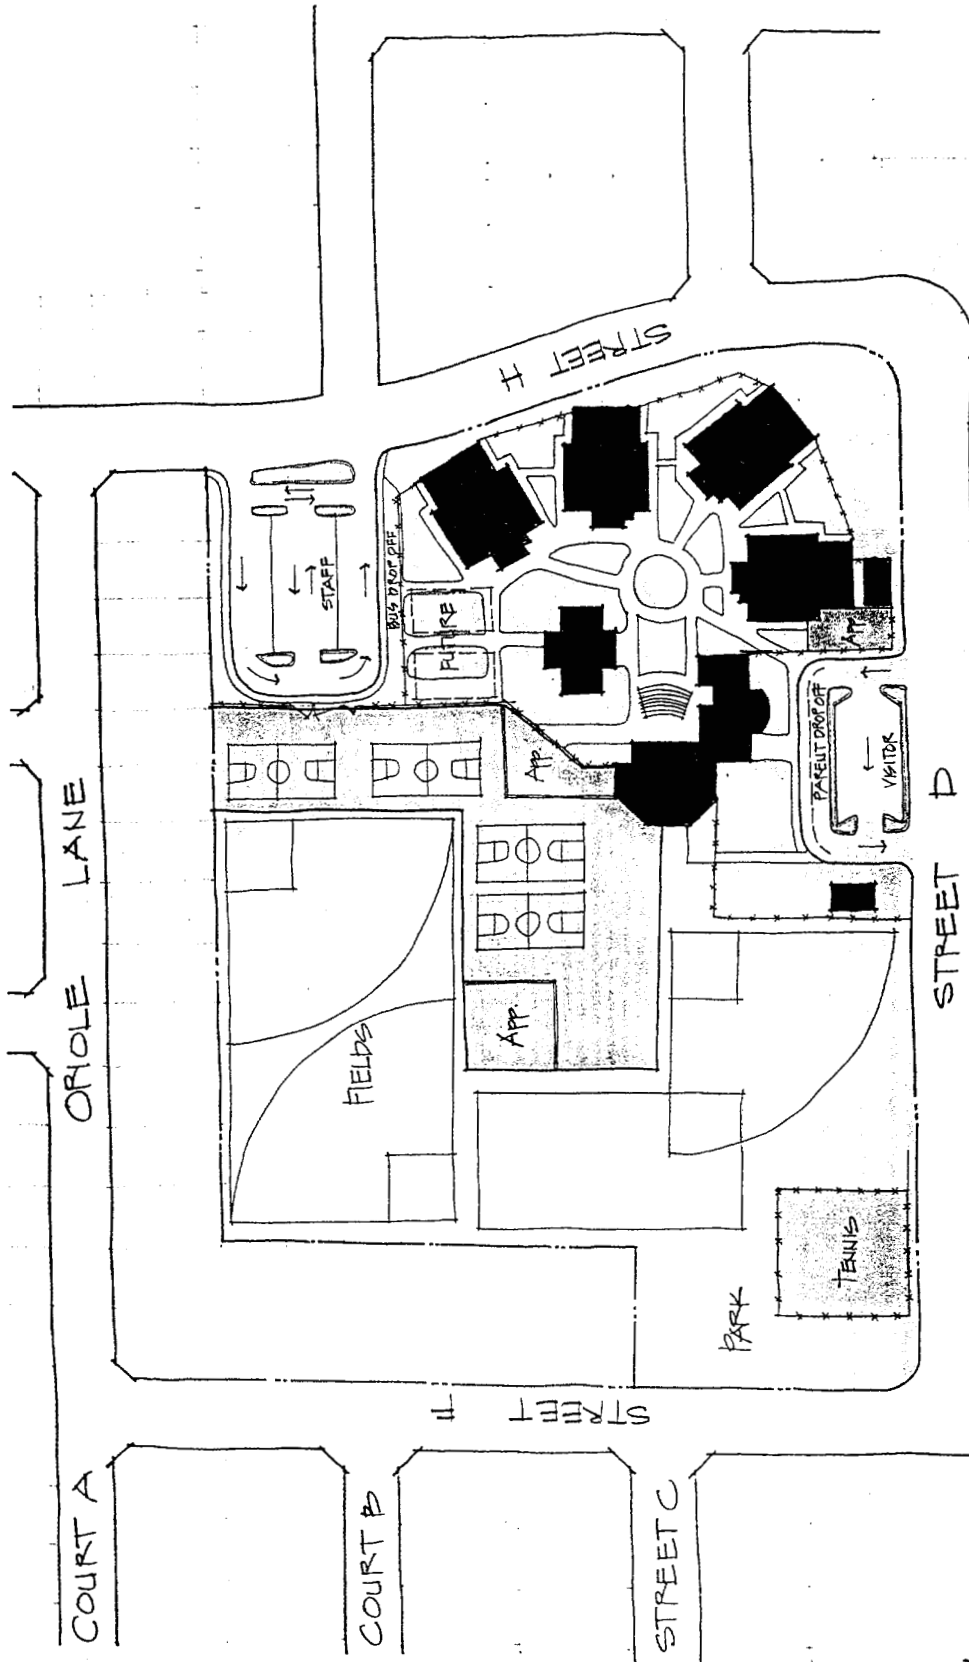 STREET H
STAFF
BUS DROP OFF
FUTURE
App.
PARENT DROP OFF
VISITOR
App.
ORIOLE LANE
STREET D
FIELDS
App.
TENNIS
PARK
STREET F
COURT A
COURT B
STREET C